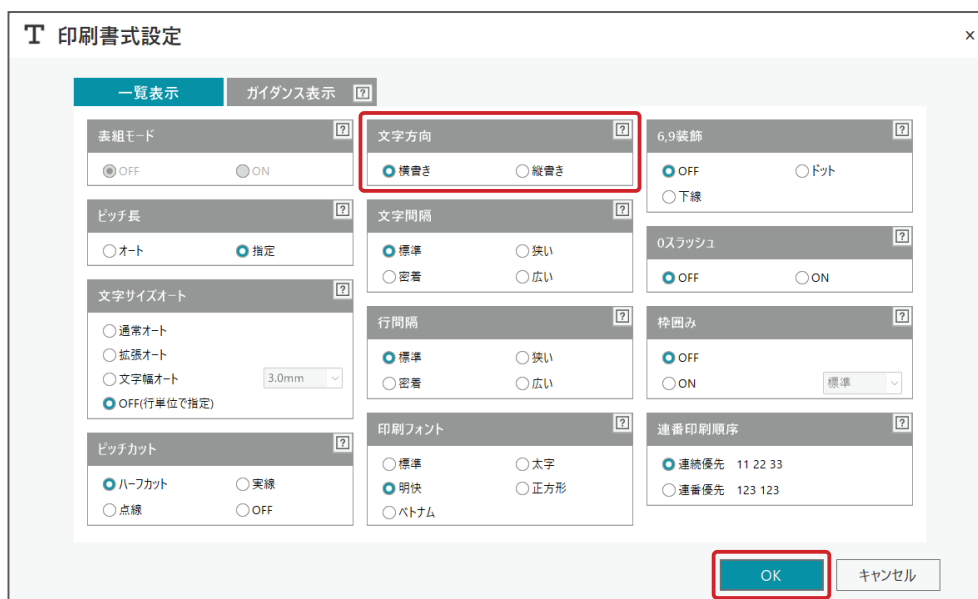 T 印刷書式設定 ×
一覧表示 ガイダンス表示 ?
表組モード ?
OFF ON
ピッチ長 ?
オート 指定
文字サイズオート ?
通常オート
拡張オート
文字幅オート 3.0mm
OFF(行単位で指定)
ピッチカット ?
ハーフカット 実線
点線 OFF
文字方向 ?
横書き 縦書き
文字間隔 ?
標準 狭い
密着 広い
行間隔 ?
標準 狭い
密着 広い
印刷フォント ?
標準 太字
明快 正方形
ベトナム
6,9装飾 ?
OFF ドット
下線
0スラッシュ ?
OFF ON
枠囲み ?
OFF
ON 標準
連番印刷順序 ?
連続優先 11 22 33
連番優先 123 123
OK キャンセル